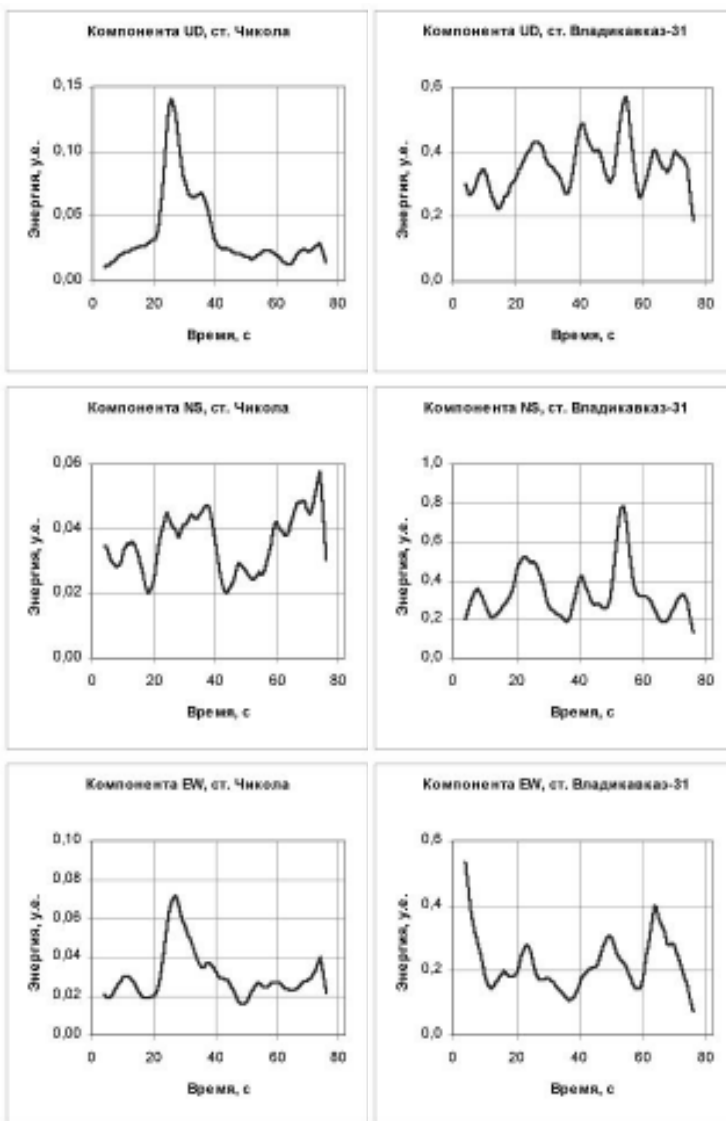 Компонента UD, ст. Чикола
Энергия, у.е.
0,15
0,10
0,05
0,00
0 20 40 60 80
Время, с
Компонента UD, ст. Владикавказ-31
Энергия, у.е.
0,6
0,4
0,2
0,0
0 20 40 60 80
Время, с
Компонента NS, ст. Чикола
Энергия, у.е.
0,06
0,04
0,02
0,00
0 20 40 60 80
Время, с
Компонента NS, ст. Владикавказ-31
Энергия, у.е.
1,0
0,8
0,6
0,4
0,2
0,0
0 20 40 60 80
Время, с
Компонента EW, ст. Чикола
Энергия, у.е.
0,10
0,08
0,06
0,04
0,02
0,00
0 20 40 60 80
Время, с
Компонента EW, ст. Владикавказ-31
Энергия, у.е.
0,6
0,4
0,2
0,0
0 20 40 60 80
Время, с